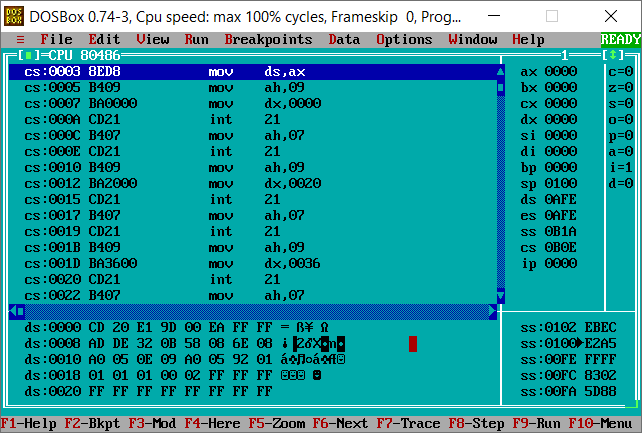 DOSBox 0.74-3, Cpu speed: max 100% cycles, Frameskip 0, Prog...
≡ File Edit View Run Breakpoints Data Options Window Help READY
[■]=CPU 80486 1 [↕]
cs:0003 8ED8 mov ds,ax ax 0000 c=0
cs:0005 B409 mov ah,09 bx 0000 z=0
cs:0007 BA0000 mov dx,0000 cx 0000 s=0
cs:000A CD21 int 21 dx 0000 o=0
cs:000C B407 mov ah,07 si 0000 p=0
cs:000E CD21 int 21 di 0000 a=0
cs:0010 B409 mov ah,09 bp 0000 i=1
cs:0012 BA2000 mov dx,0020 sp 0100 d=0
cs:0015 CD21 int 21 ds 0AFE
cs:0017 B407 mov ah,07 es 0AFE
cs:0019 CD21 int 21 ss 0B1A
cs:001B B409 mov ah,09 cs 0B0E
cs:001D BA3600 mov dx,0036 ip 0000
cs:0020 CD21 int 21
cs:0022 B407 mov ah,07
ds:0000 CD 20 E1 9D 00 EA FF FF = ß¥ Ω ss:0102 EBEC
ds:0008 AD DE 32 0B 58 08 6E 08 ss:0100▶E2A5
ds:0010 A0 05 0E 09 A0 05 92 01 ss:00FE FFFF
ds:0018 01 01 01 00 02 FF FF FF ☺☺☺ ☻ ss:00FC 8302
ds:0020 FF FF FF FF FF FF FF FF ss:00FA 5D88
F1-Help F2-Bkpt F3-Mod F4-Here F5-Zoom F6-Next F7-Trace F8-Step F9-Run F10-Menu